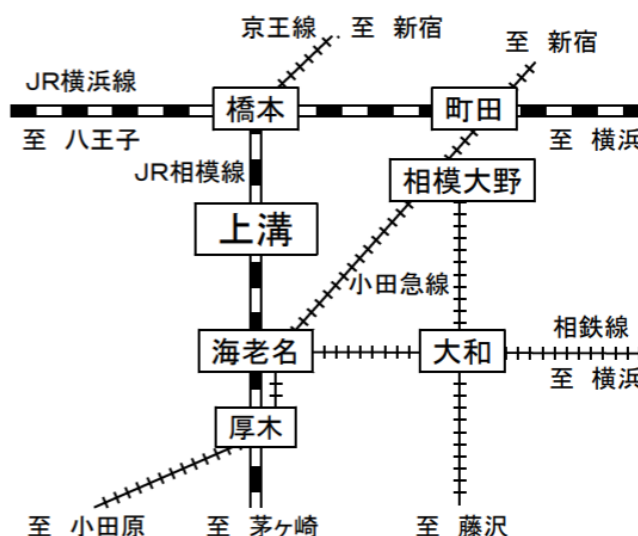 京王線 至 新宿
至 新宿
JR横浜線
橋本
町田
至 八王子
至 横浜
JR相模線
相模大野
上溝
小田急線
相鉄線
海老名
大和
至 横浜
厚木
至 小田原
至 茅ヶ崎
至 藤沢